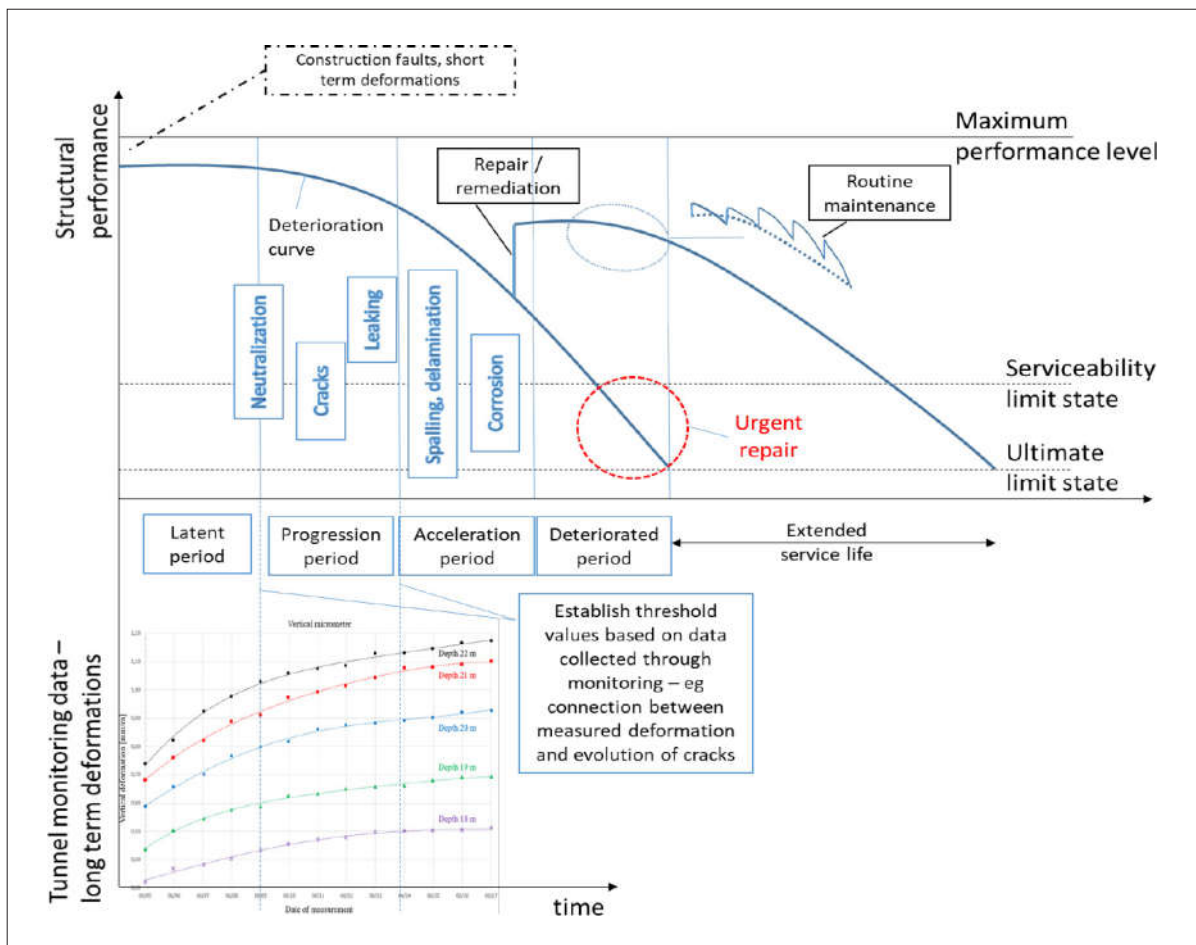 Construction faults, short
term deformations
Structural
performance
Maximum
performance level
Repair /
remediation
Routine
maintenance
Deterioration
curve
Neutralization
Cracks
Leaking
Spalling, delamination
Corrosion
Serviceability
limit state
Urgent
repair
Ultimate
limit state
Latent
period
Progression
period
Acceleration
period
Deteriorated
period
Extended
service life
Establish threshold
values based on data
collected through
monitoring – eg
connection between
measured deformation
and evolution of cracks
Tunnel monitoring data –
long term deformations
Vertical micrometer
Depth 22 m
Depth 21 m
Depth 20 m
Depth 19 m
Depth 18 m
Vertical deformation
Date of measurement
time